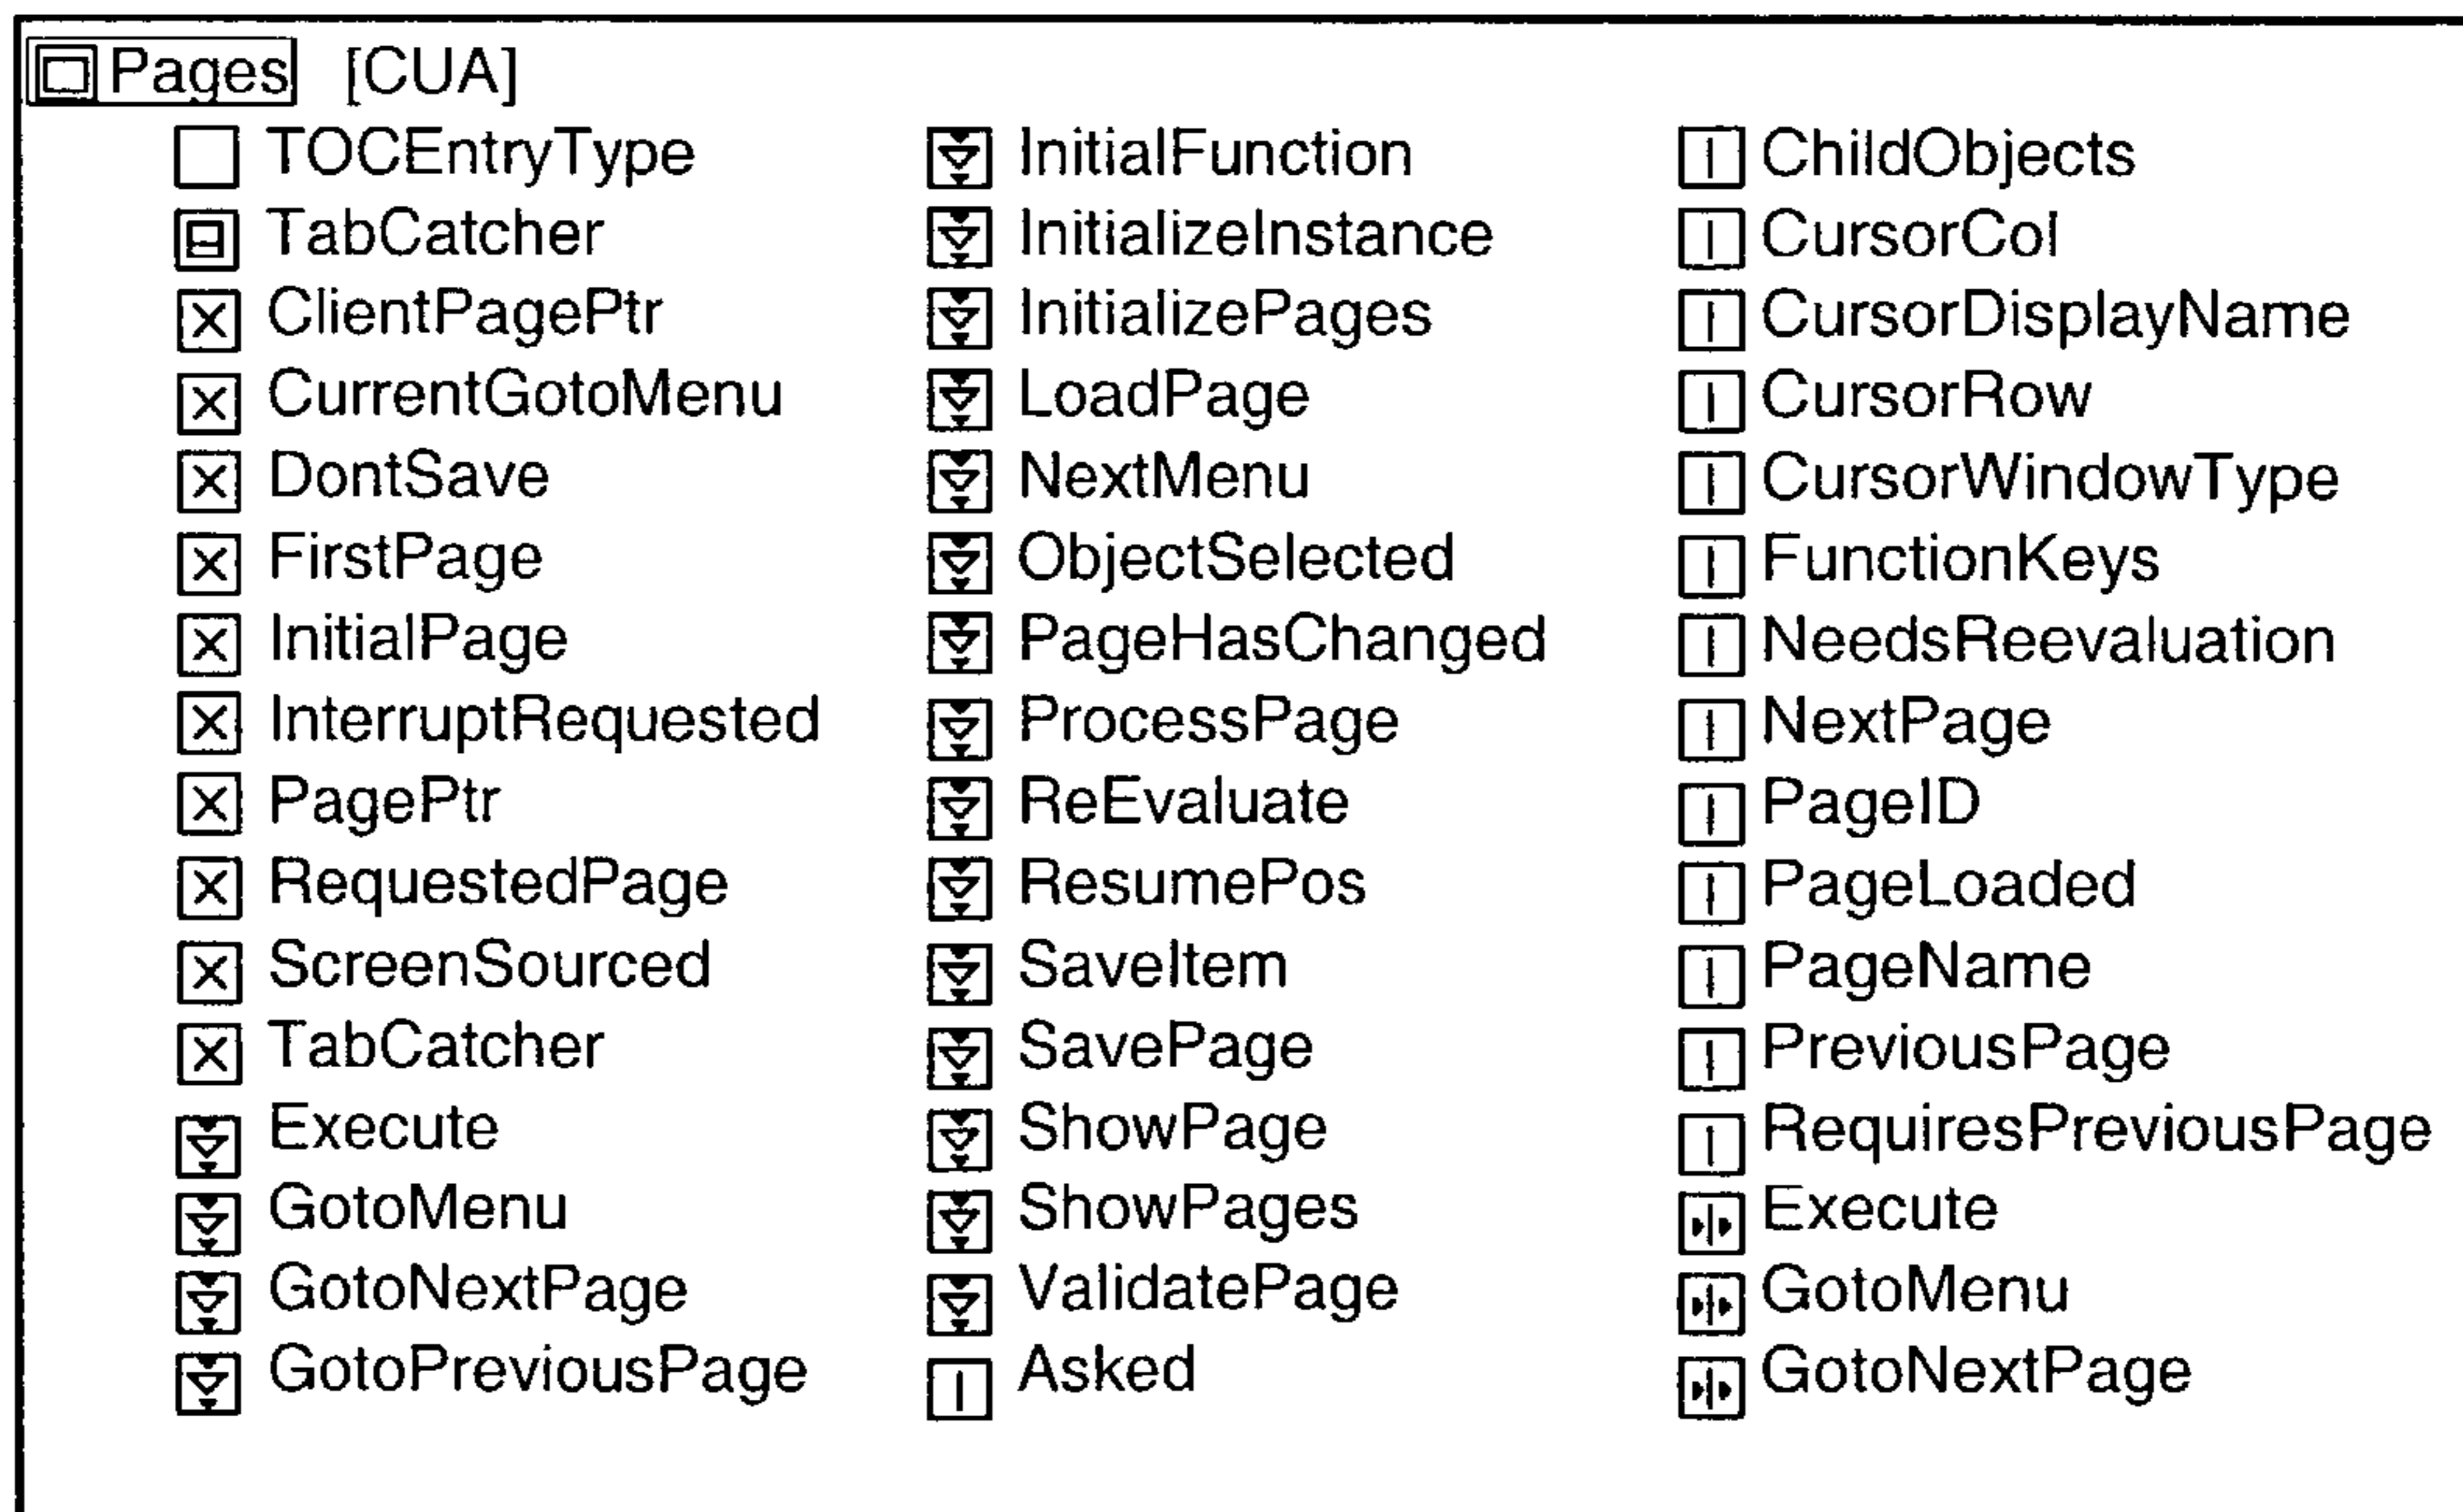 Pages [CUA]
TOCEntryType
TabCatcher
ClientPagePtr
CurrentGotoMenu
DontSave
FirstPage
InitialPage
InterruptRequested
PagePtr
RequestedPage
ScreenSourced
TabCatcher
Execute
GotoMenu
GotoNextPage
GotoPreviousPage
InitialFunction
InitializeInstance
InitializePages
LoadPage
NextMenu
ObjectSelected
PageHasChanged
ProcessPage
ReEvaluate
ResumePos
SaveItem
SavePage
ShowPage
ShowPages
ValidatePage
Asked
ChildObjects
CursorCol
CursorDisplayName
CursorRow
CursorWindowType
FunctionKeys
NeedsReevaluation
NextPage
PageID
PageLoaded
PageName
PreviousPage
RequiresPreviousPage
Execute
GotoMenu
GotoNextPage